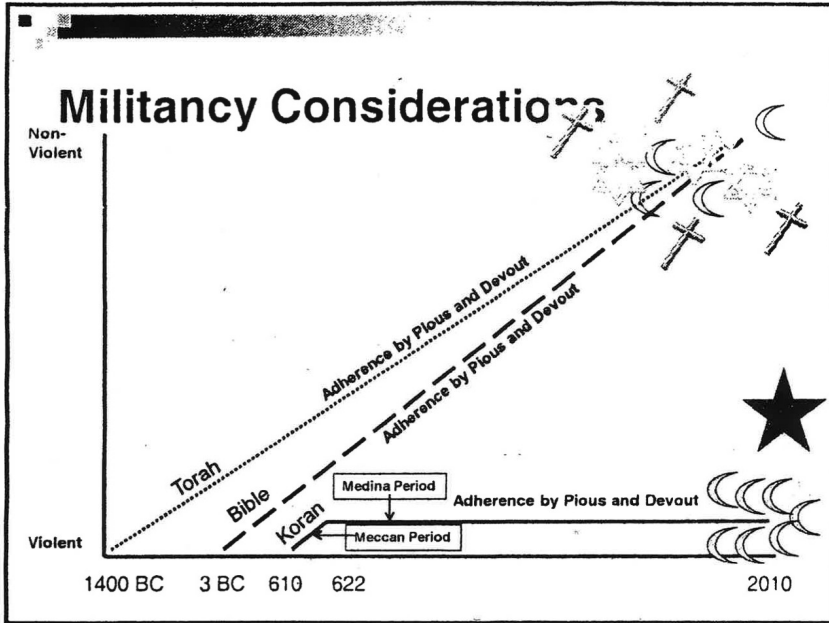 Militancy Considerations
Non-
Violent
Adherence by Pious and Devout
Adherence by Pious and Devout
Torah
Bible
Koran
Medina Period
Adherence by Pious and Devout
Meccan Period
Violent
1400 BC 3 BC 610 622 2010